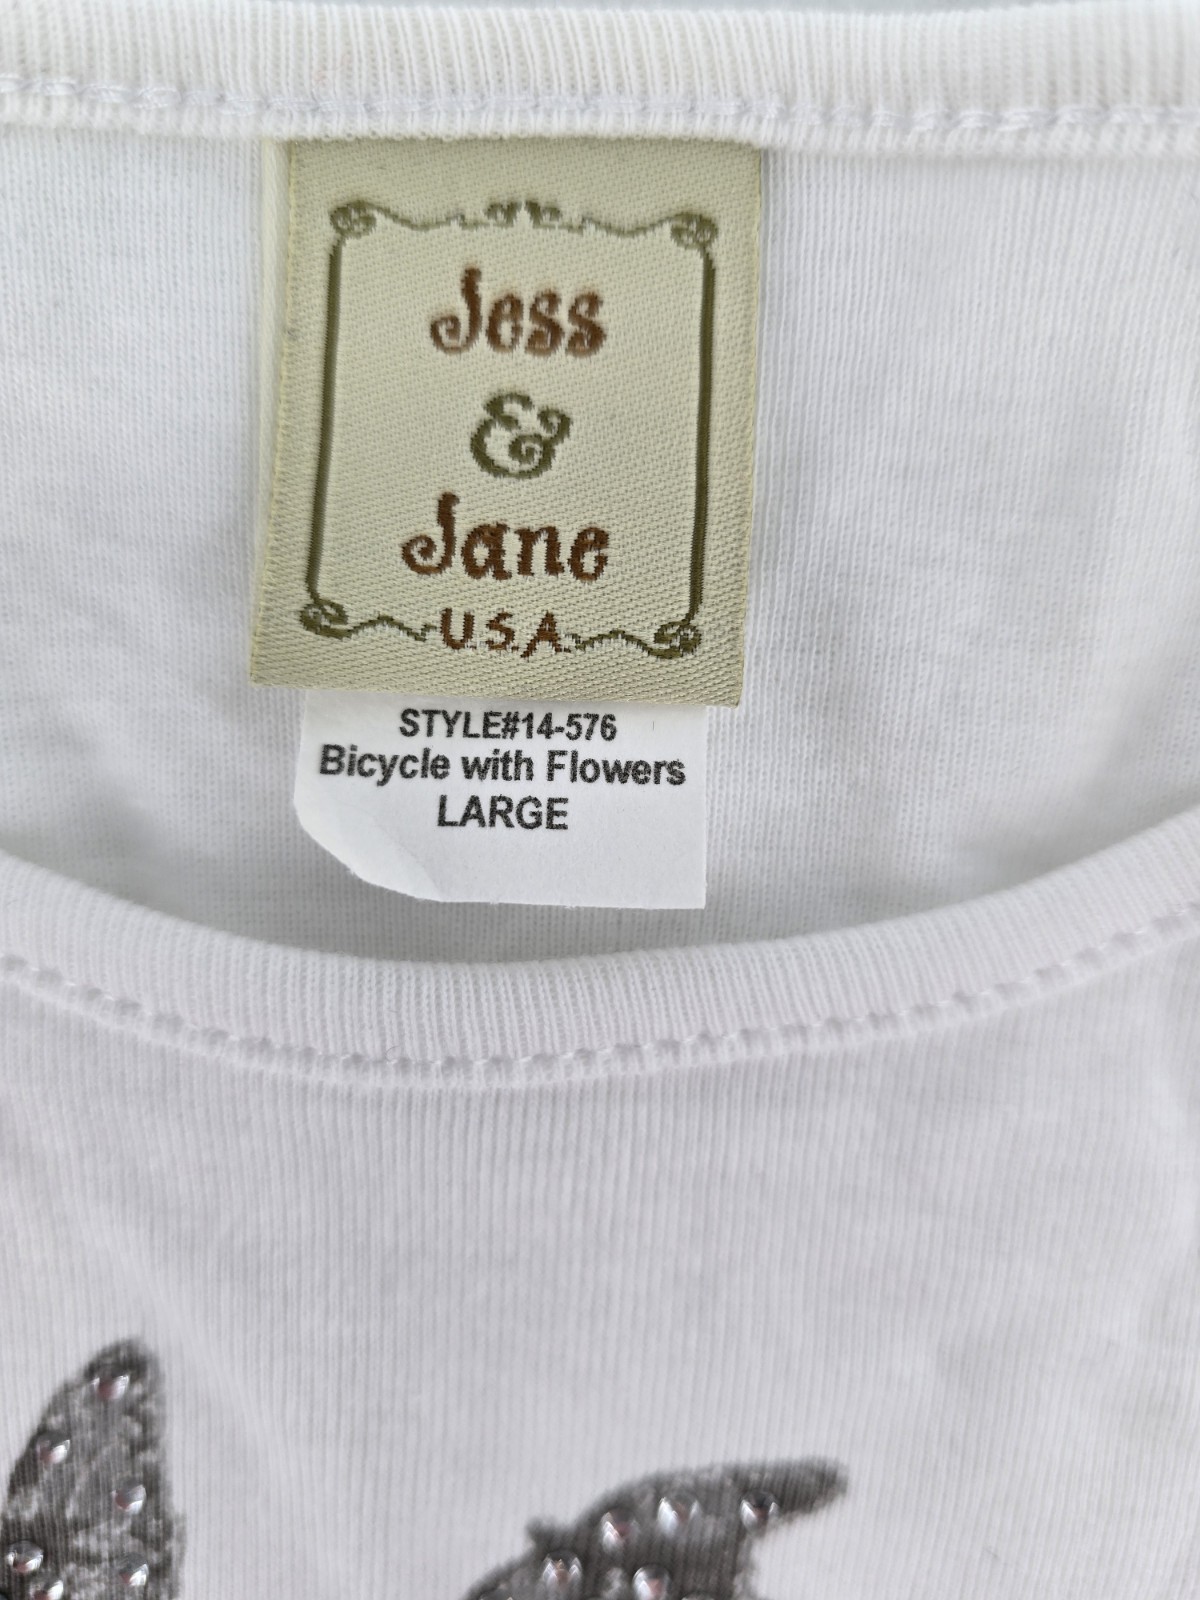 Jess
&
Jane
U.S.A.
STYLE#14-576
Bicycle with Flowers
LARGE